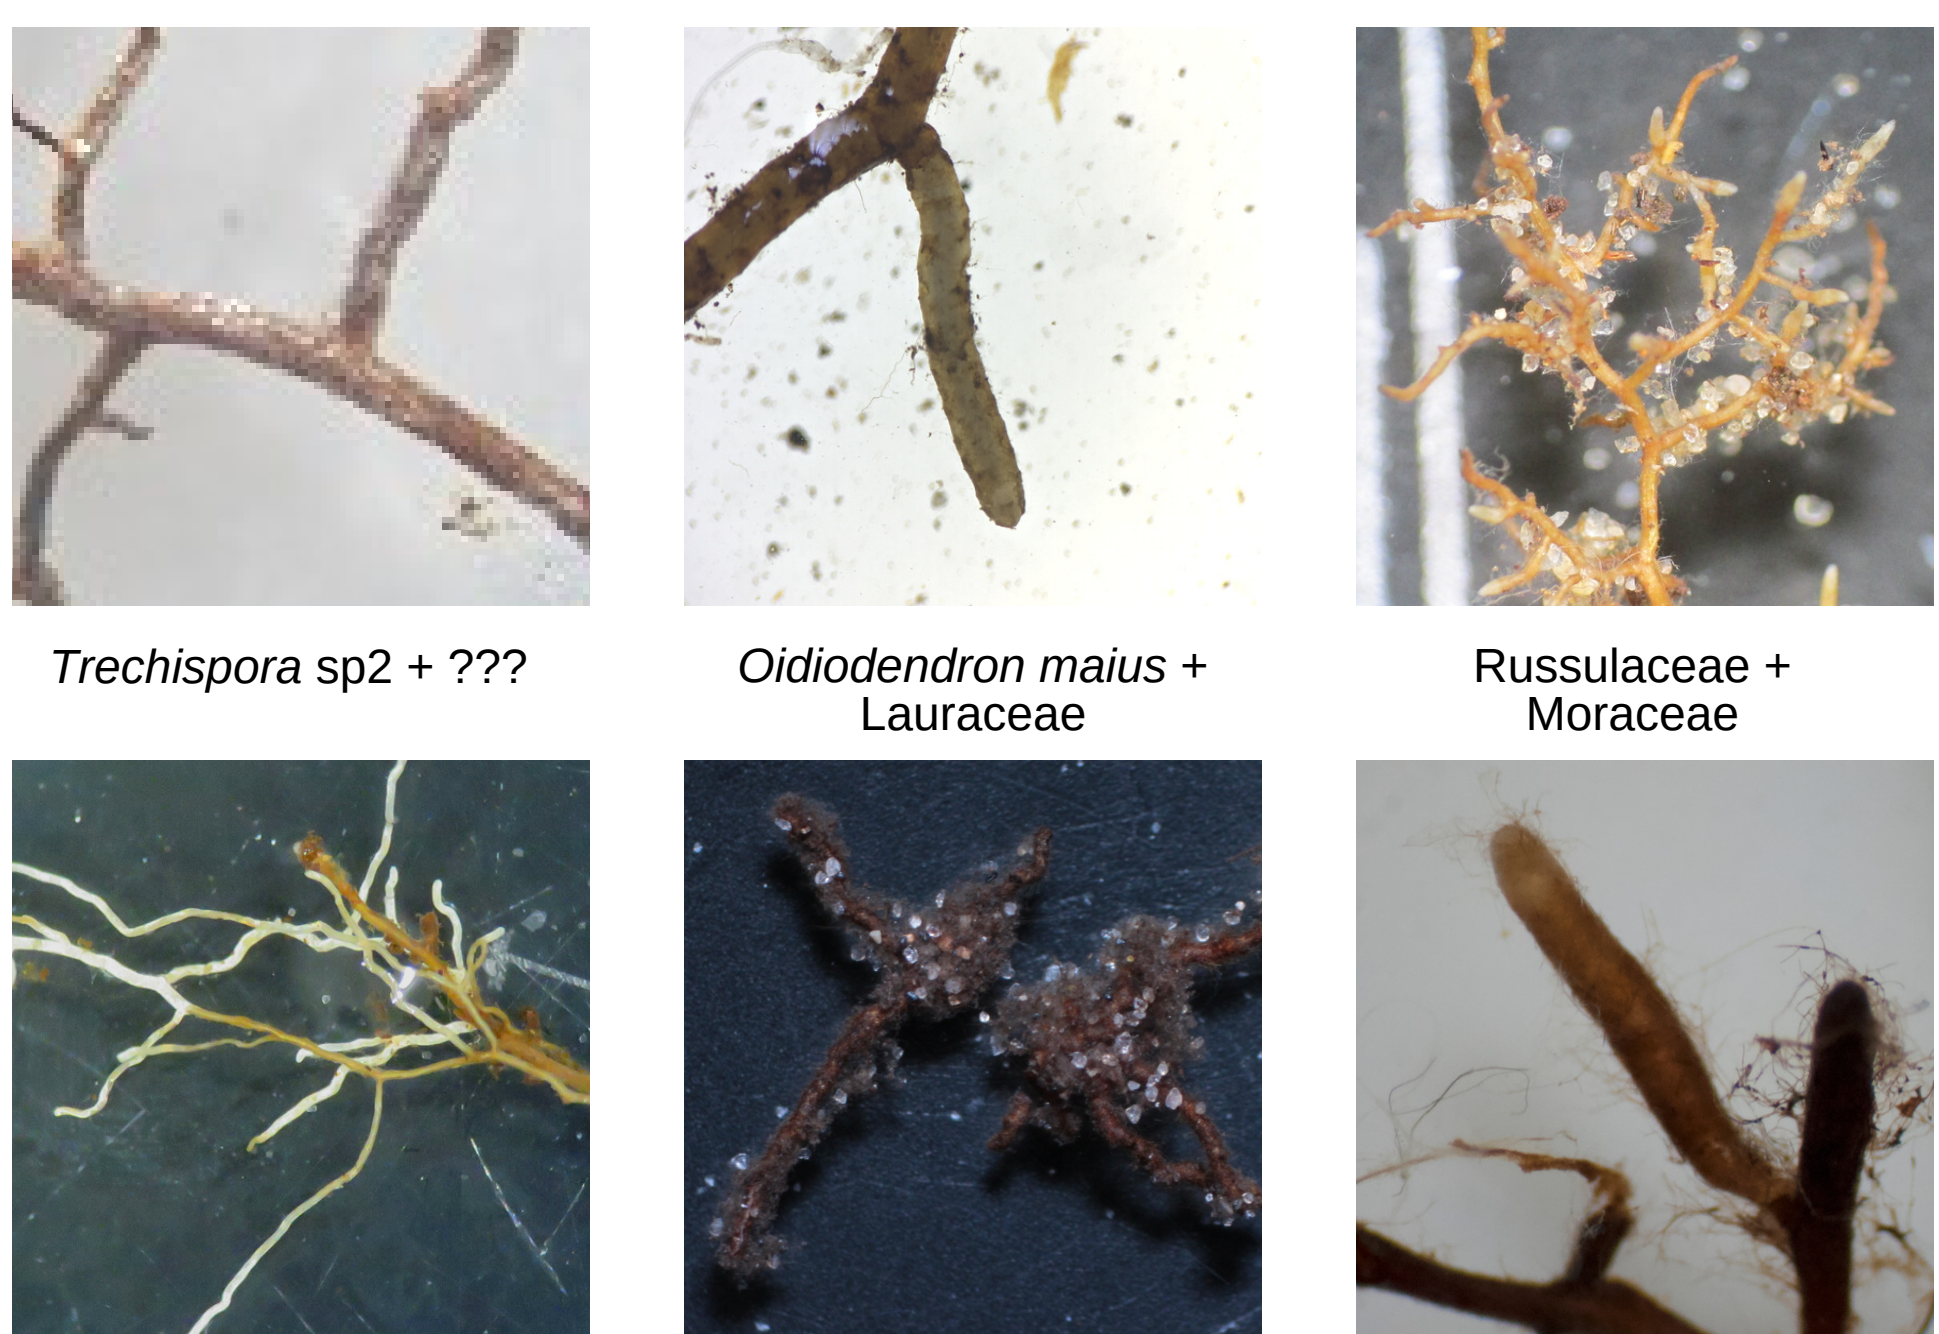 Trechispora sp2 + ???
Oidiodendron maius +
Lauraceae
Russulaceae +
Moraceae